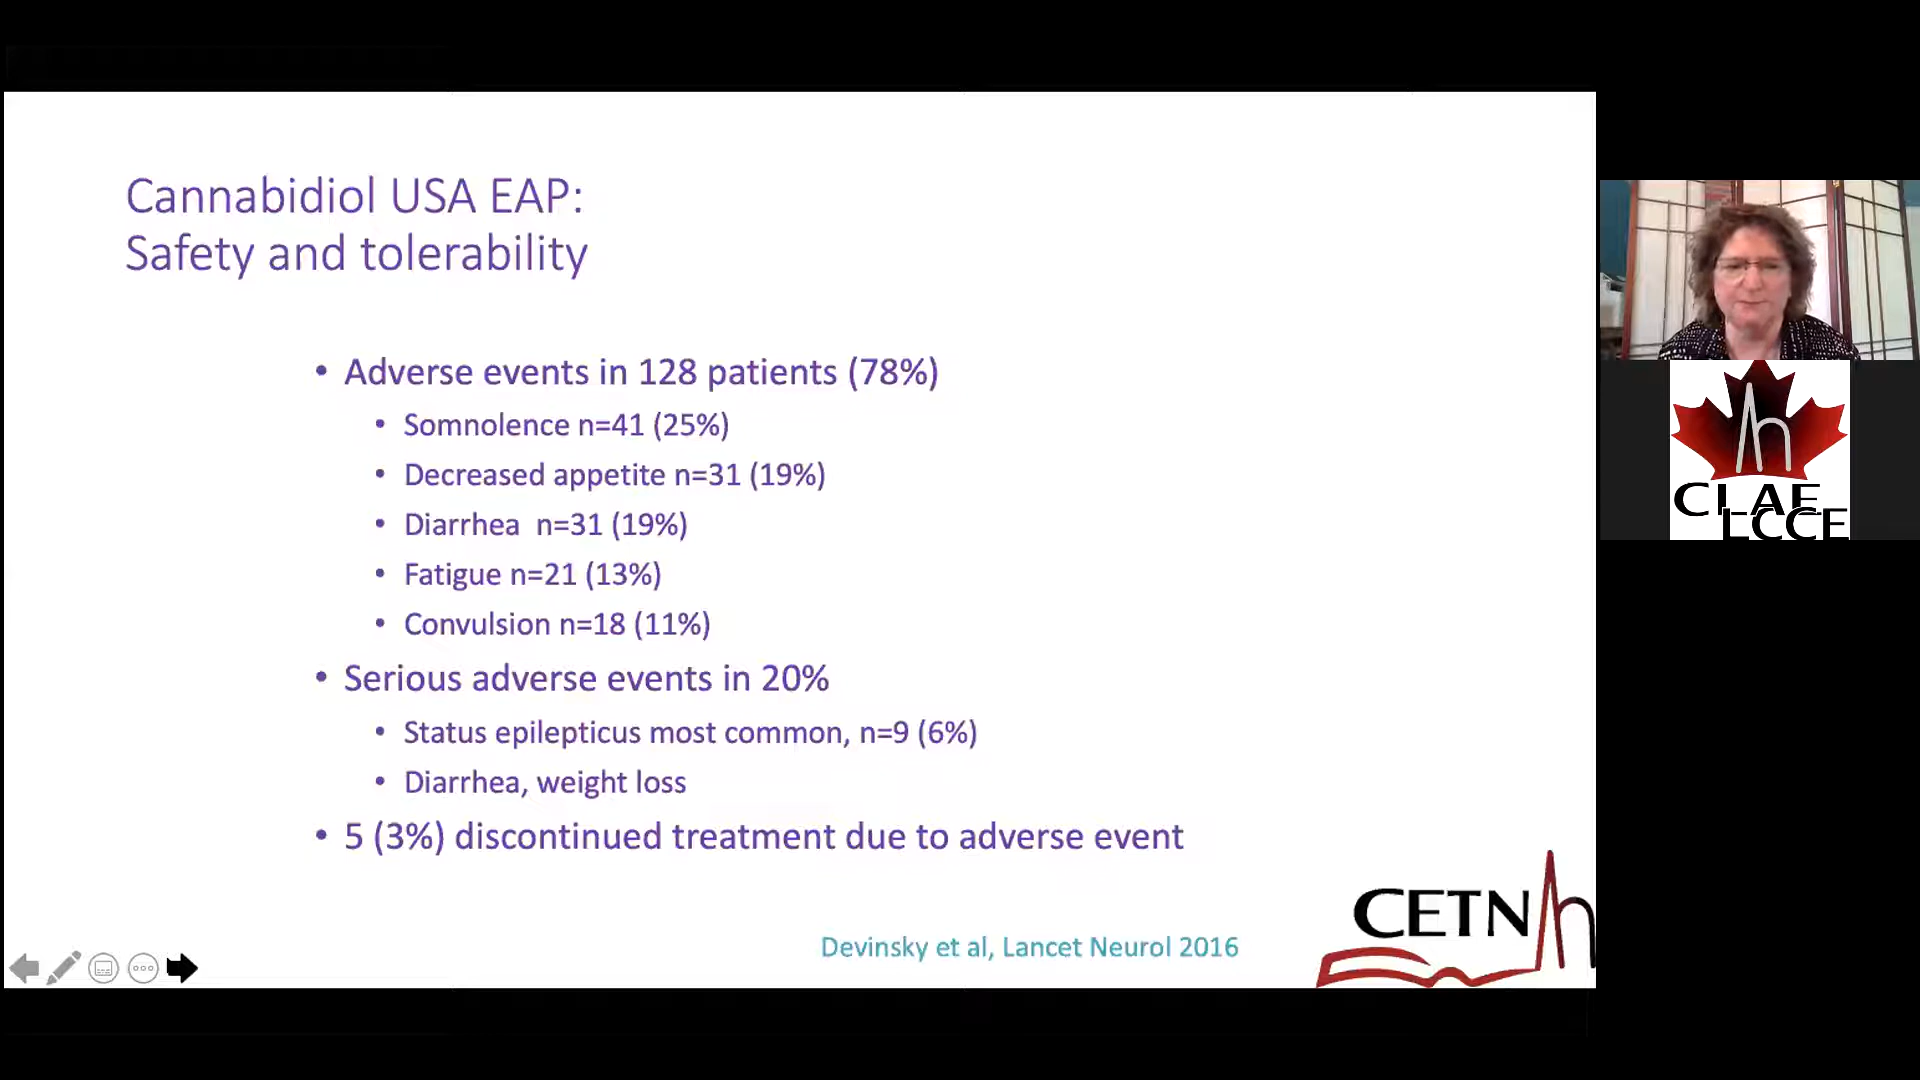 Cannabidiol USA EAP:
Safety and tolerability
• Adverse events in 128 patients (78%)
• Somnolence n=41 (25%)
• Decreased appetite n=31 (19%)
• Diarrhea n=31 (19%)
• Fatigue n=21 (13%)
• Convulsion n=18 (11%)
• Serious adverse events in 20%
• Status epilepticus most common, n=9 (6%)
• Diarrhea, weight loss
• 5 (3%) discontinued treatment due to adverse event
Devinsky et al, Lancet Neurol 2016
CETN
CLAE
LCCE